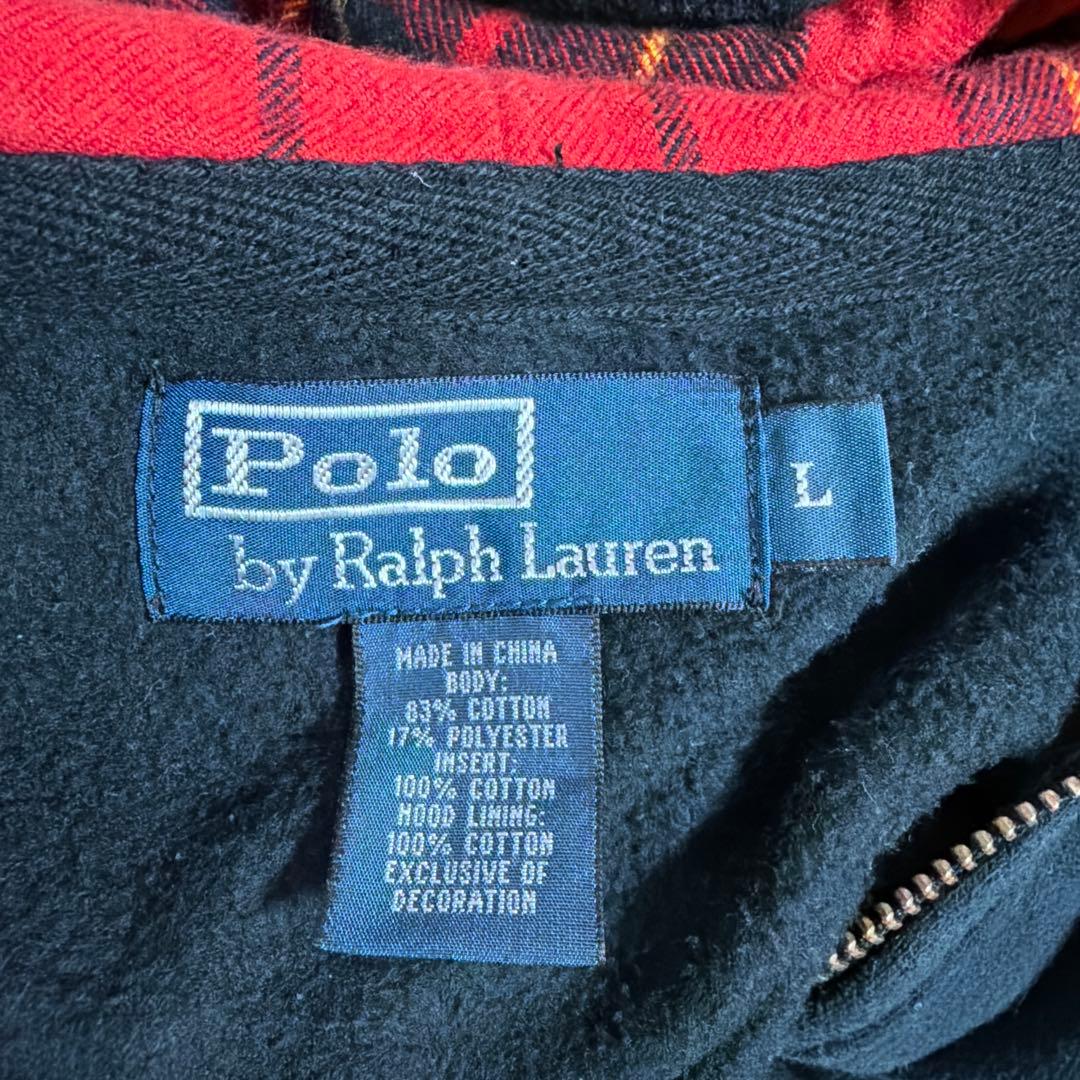 Polo
by Ralph Lauren
L
MADE IN CHINA
BODY:
83% COTTON
17% POLYESTER
INSERT:
100% COTTON
HOOD LINING:
100% COTTON
EXCLUSIVE OF
DECORATION